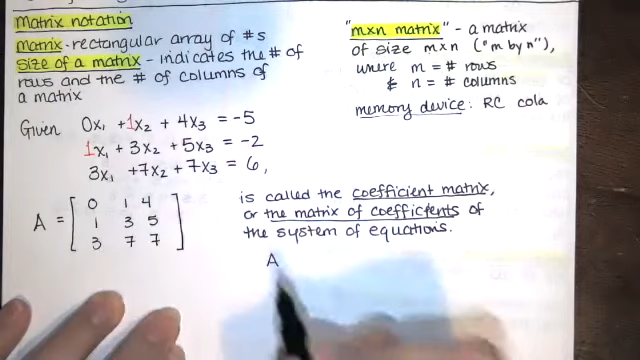 Matrix notation
matrix - rectangular array of #s
size of a matrix - indicates the # of
rows and the # of columns of
a matrix
"m×n matrix" - a matrix
of size m×n ("m by n"),
where m = # rows
& n = # columns
memory device: RC cola
Given 0x₁ + 1x₂ + 4x₃ = -5
1x₁ + 3x₂ + 5x₃ = -2
3x₁ + 7x₂ + 7x₃ = 6,
A = [ 0 1 4
1 3 5
3 7 7 ]
is called the coefficient matrix,
or the matrix of coefficients of
the system of equations.
A